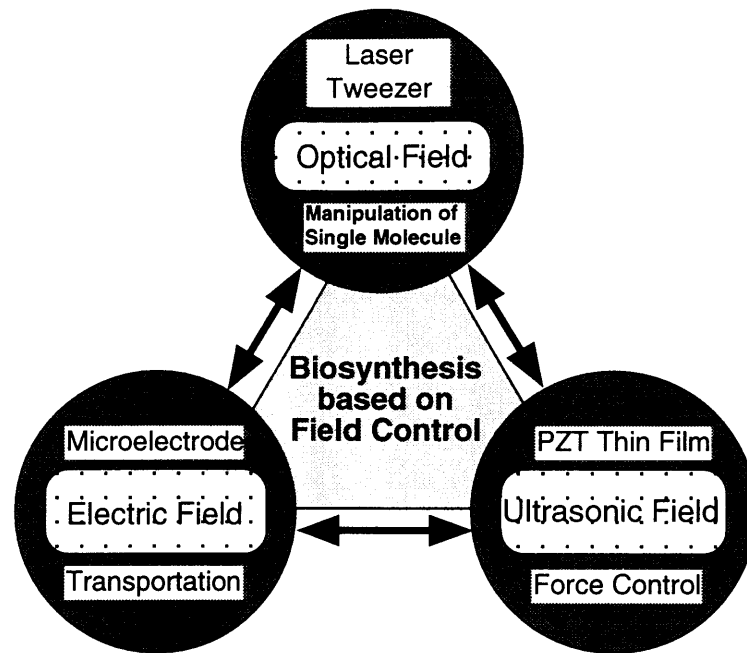 Laser
Tweezer
Optical Field
Manipulation of
Single Molecule
Biosynthesis
based on
Field Control
Microelectrode
Electric Field
Transportation
PZT Thin Film
Ultrasonic Field
Force Control